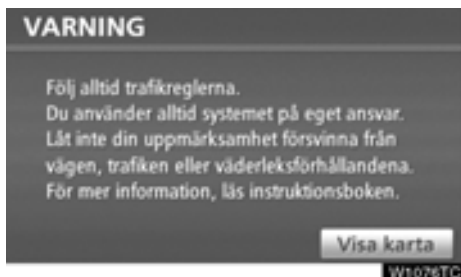 VARNING
Följ alltid trafikreglerna.
Du använder alltid systemet på eget ansvar.
Låt inte din uppmärksamhet försvinna från
vägen, trafiken eller väderleksförhållandena.
För mer information, läs instruktionsboken.
Visa karta
W1076TC